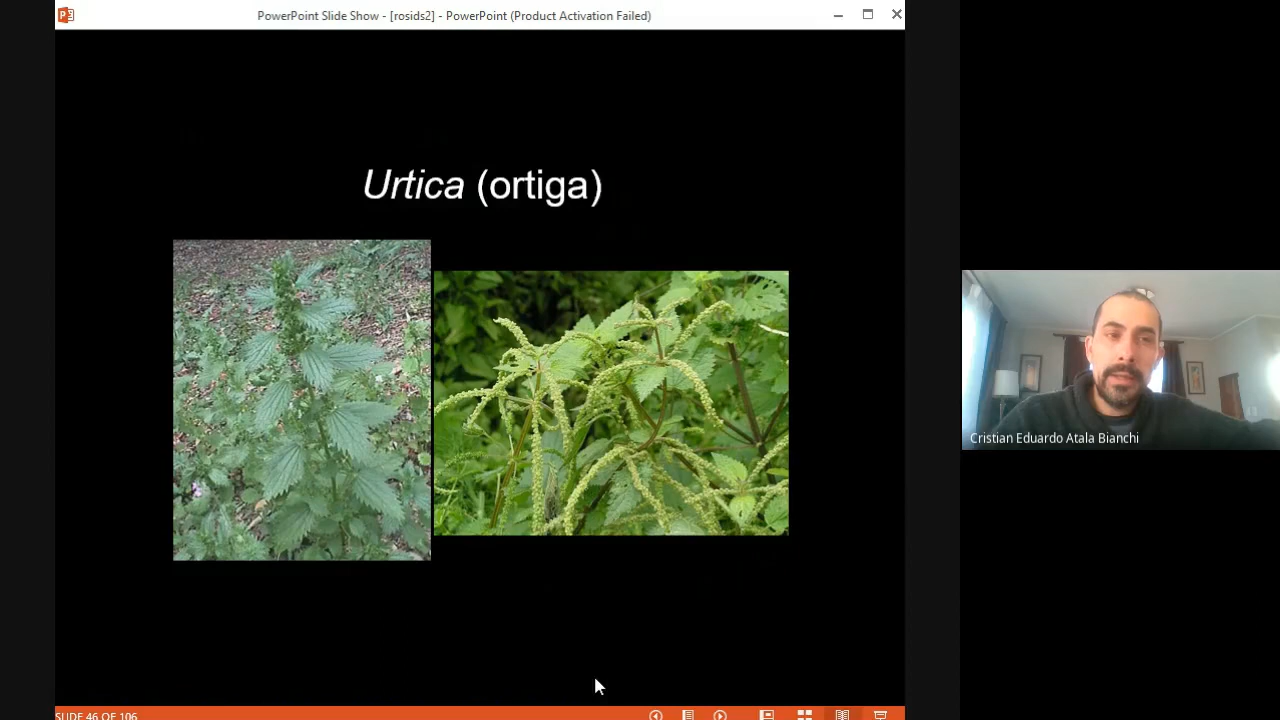 PowerPoint Slide Show - [rosids2] - PowerPoint (Product Activation Failed)
Urtica (ortiga)
Cristian Eduardo Atala Bianchi
SLIDE 46 OF 106